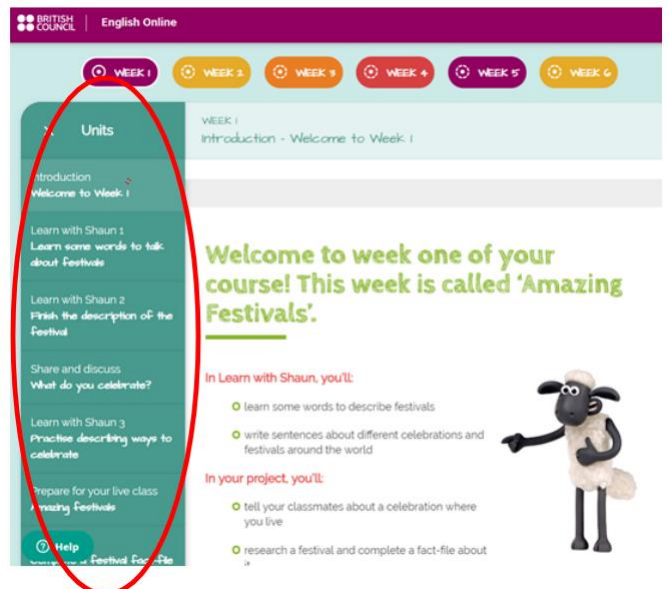 BRITISH
COUNCIL
English Online
WEEK 1
WEEK 2
WEEK 3
WEEK 4
WEEK 5
WEEK 6
Units
Introduction
Welcome to Week 1
Learn with Shaun 1
Learn some words to talk
about festivals
Learn with Shaun 2
Finish the description of the
festival
Share and discuss
What do you celebrate?
Learn with Shaun 3
Practise describing ways to
celebrate
Prepare for your live class
Amazing festivals
Help
Complete a festival fact-file
WEEK 1
Introduction - Welcome to Week 1
Welcome to week one of your
course! This week is called 'Amazing
Festivals'.
In Learn with Shaun, you'll:
learn some words to describe festivals
write sentences about different celebrations and
festivals around the world
In your project, you'll:
tell your classmates about a celebration where
you live
research a festival and complete a fact-file about